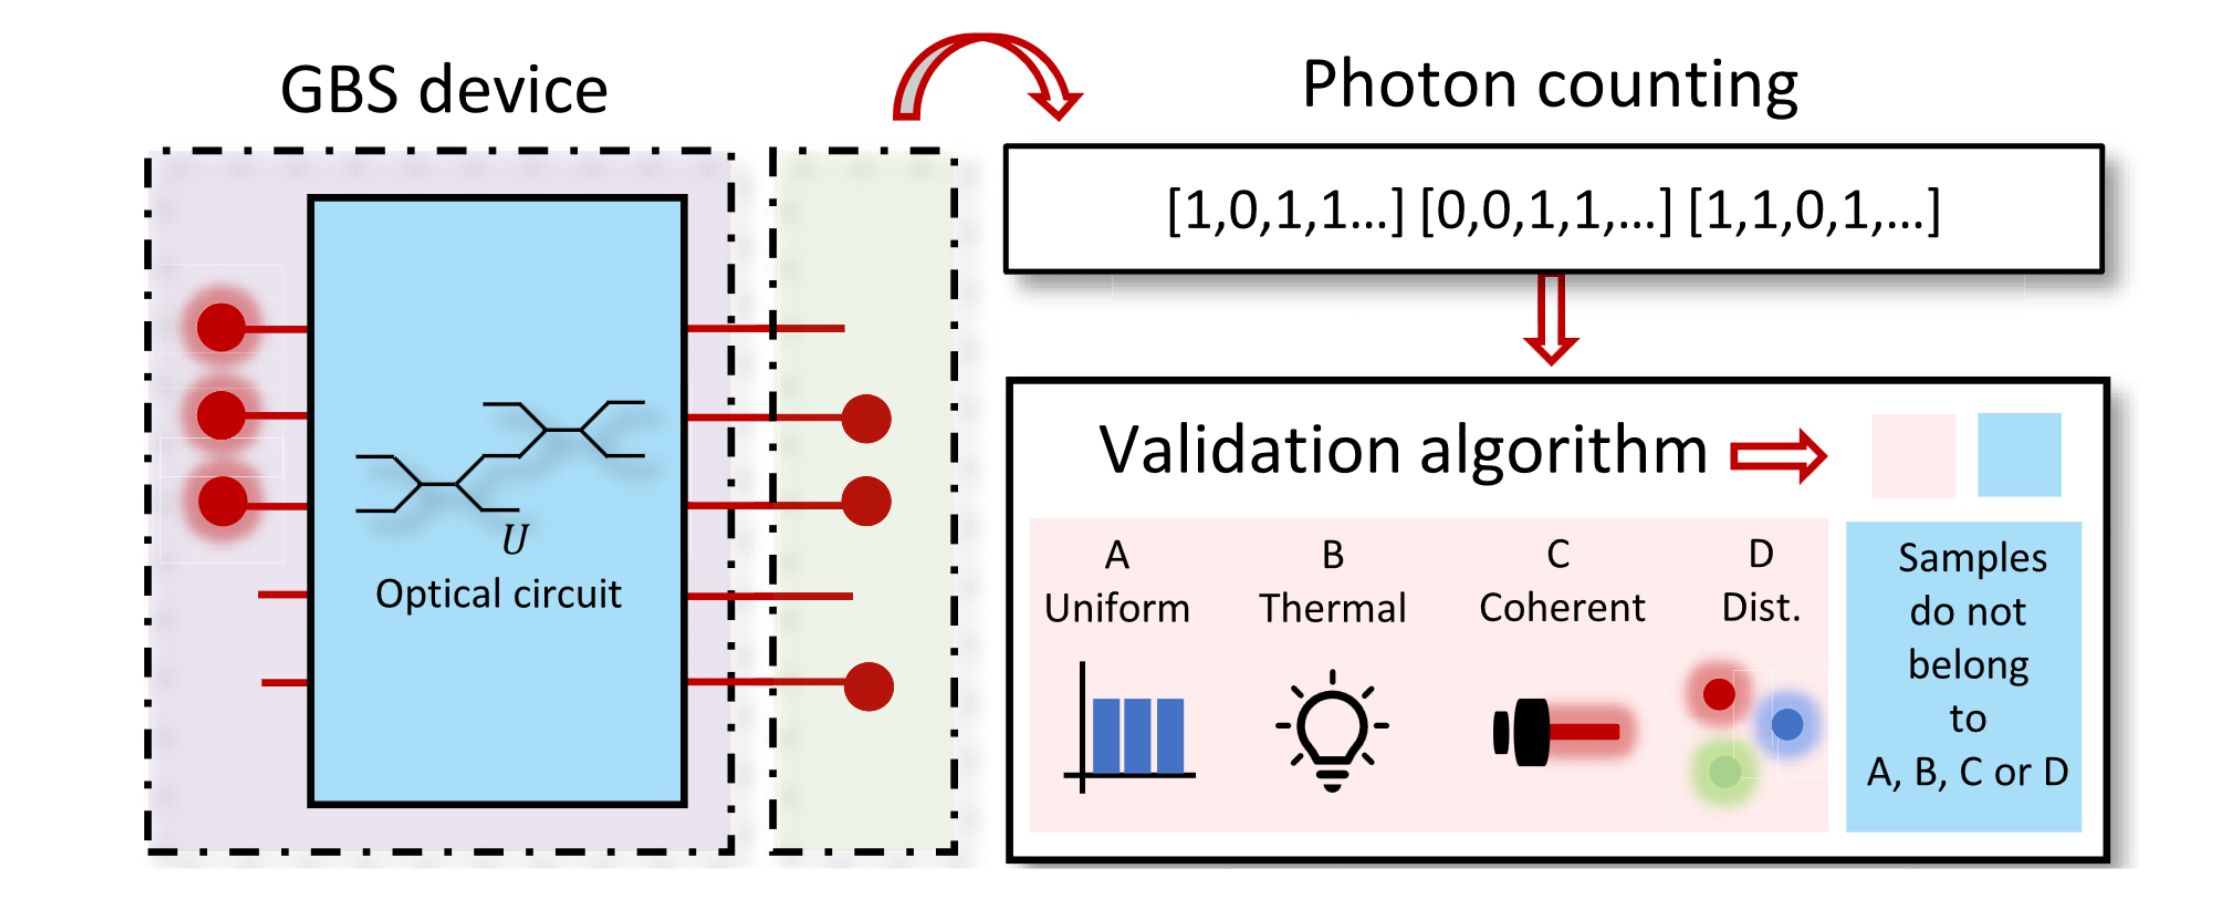 GBS device
Photon counting
[1,0,1,1...] [0,0,1,1,...] [1,1,0,1,...]
U
Optical circuit
Validation algorithm
A
Uniform
B
Thermal
C
Coherent
D
Dist.
Samples
do not
belong
to
A, B, C or D